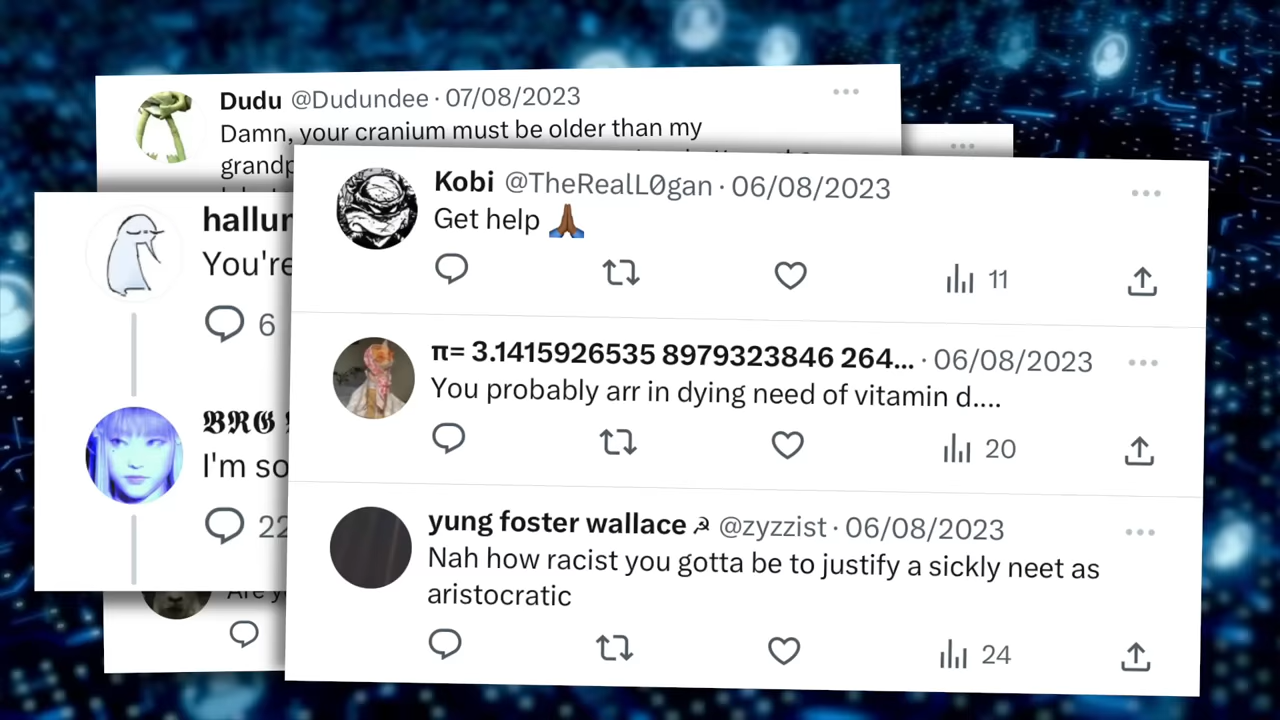 Dudu @Dudundee · 07/08/2023
Damn, your cranium must be older than my
hallu
You're
6
BRG
I'm so
22
Kobi @TheRealL0gan · 06/08/2023
Get help 🙏🏾
11
π= 3.1415926535 8979323846 264... · 06/08/2023
You probably arr in dying need of vitamin d....
20
yung foster wallace ☭ @zyzzist · 06/08/2023
Nah how racist you gotta be to justify a sickly neet as
aristocratic
24